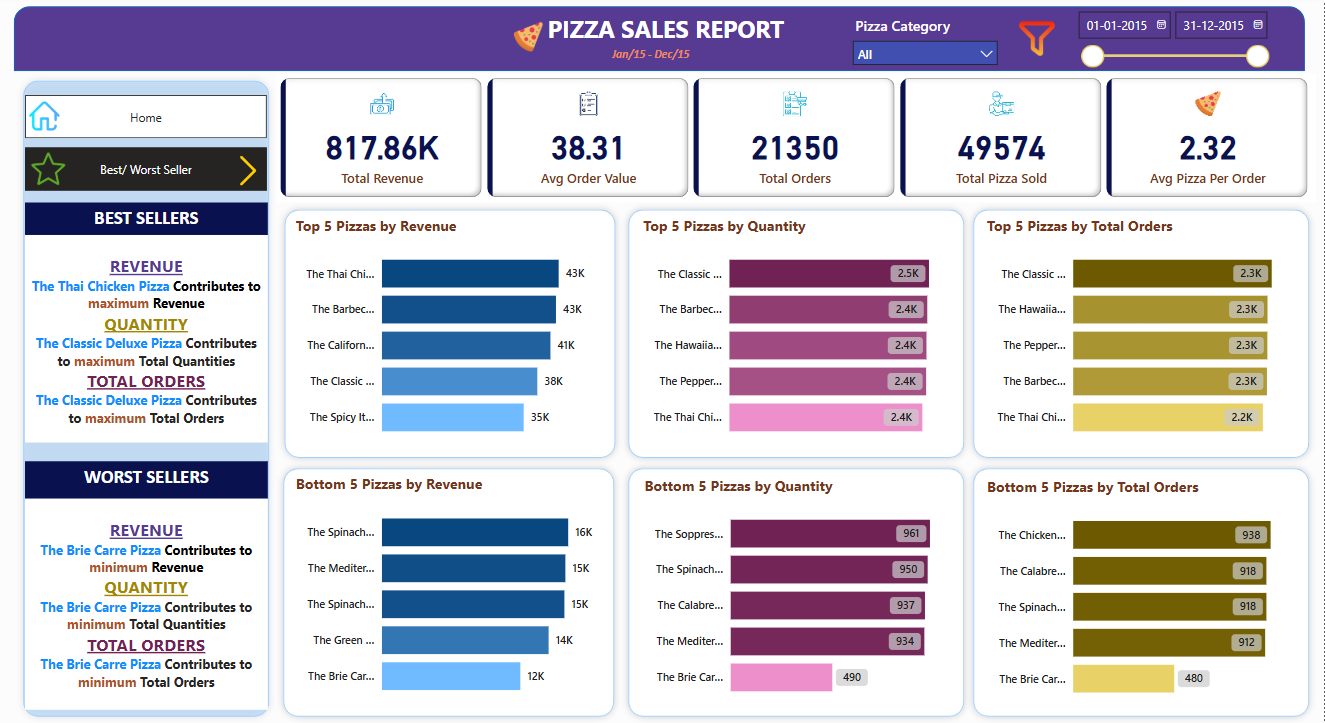 PIZZA SALES REPORT
Jan/15 - Dec/15
Pizza Category
All
01-01-2015
31-12-2015
Home
Best/ Worst Seller
BEST SELLERS
REVENUE
The Thai Chicken Pizza Contributes to
maximum Revenue
QUANTITY
The Classic Deluxe Pizza Contributes
to maximum Total Quantities
TOTAL ORDERS
The Classic Deluxe Pizza Contributes
to maximum Total Orders
WORST SELLERS
REVENUE
The Brie Carre Pizza Contributes to
minimum Revenue
QUANTITY
The Brie Carre Pizza Contributes to
minimum Total Quantities
TOTAL ORDERS
The Brie Carre Pizza Contributes to
minimum Total Orders
817.86K
Total Revenue
38.31
Avg Order Value
21350
Total Orders
49574
Total Pizza Sold
2.32
Avg Pizza Per Order
Top 5 Pizzas by Revenue
The Thai Chi... 43K
The Barbec... 43K
The Californ... 41K
The Classic ... 38K
The Spicy It... 35K
Top 5 Pizzas by Quantity
The Classic ... 2.5K
The Barbec... 2.4K
The Hawaiia... 2.4K
The Pepper... 2.4K
The Thai Chi... 2.4K
Top 5 Pizzas by Total Orders
The Classic ... 2.3K
The Hawaiia... 2.3K
The Pepper... 2.3K
The Barbec... 2.3K
The Thai Chi... 2.2K
Bottom 5 Pizzas by Revenue
The Spinach... 16K
The Mediter... 15K
The Spinach... 15K
The Green ... 14K
The Brie Car... 12K
Bottom 5 Pizzas by Quantity
The Soppres... 961
The Spinach... 950
The Calabre... 937
The Mediter... 934
The Brie Car... 490
Bottom 5 Pizzas by Total Orders
The Chicken... 938
The Calabre... 918
The Spinach... 918
The Mediter... 912
The Brie Car... 480